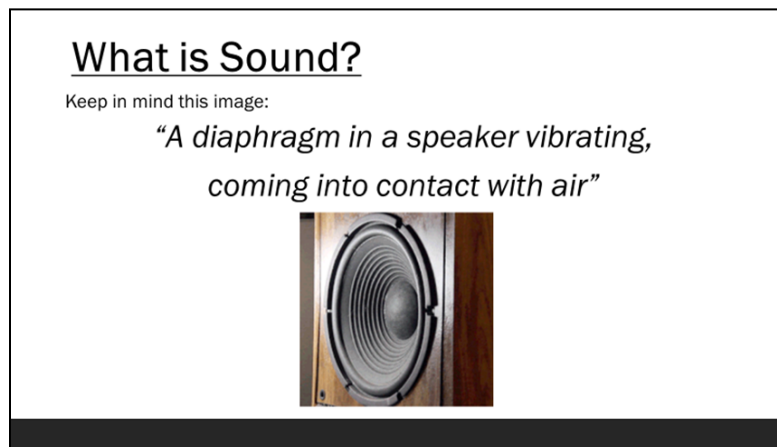 What is Sound?
Keep in mind this image:
“A diaphragm in a speaker vibrating,
coming into contact with air”